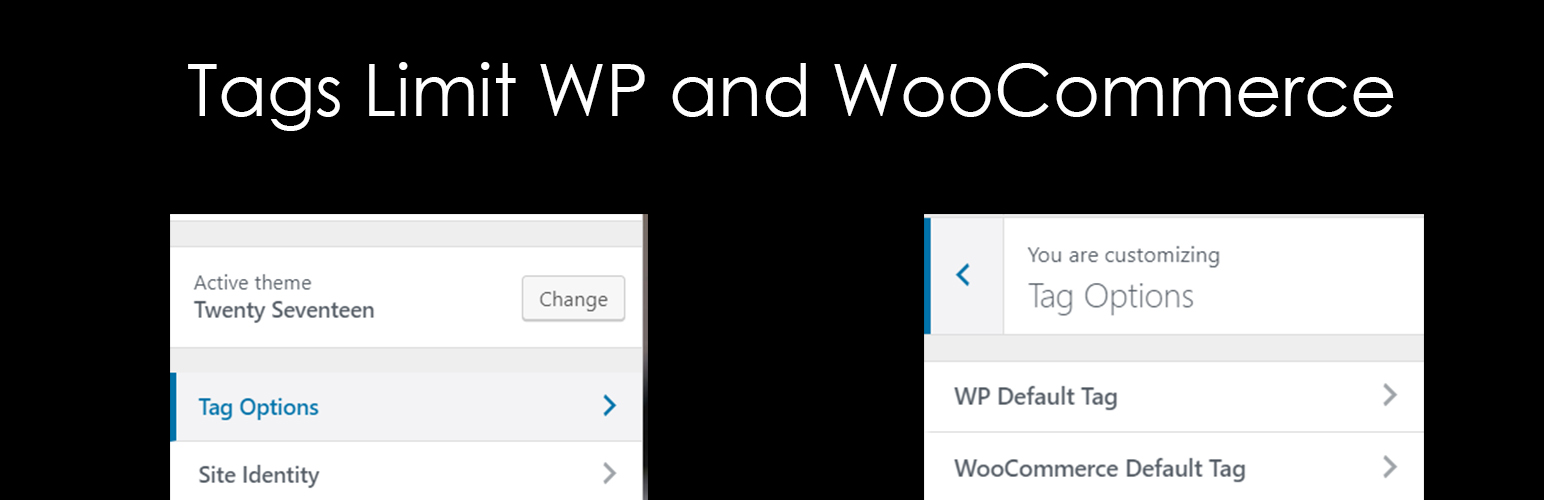 Tags Limit WP and WooCommerce
Active theme
Twenty Seventeen
Change
Tag Options
Site Identity
You are customizing
Tag Options
WP Default Tag
WooCommerce Default Tag